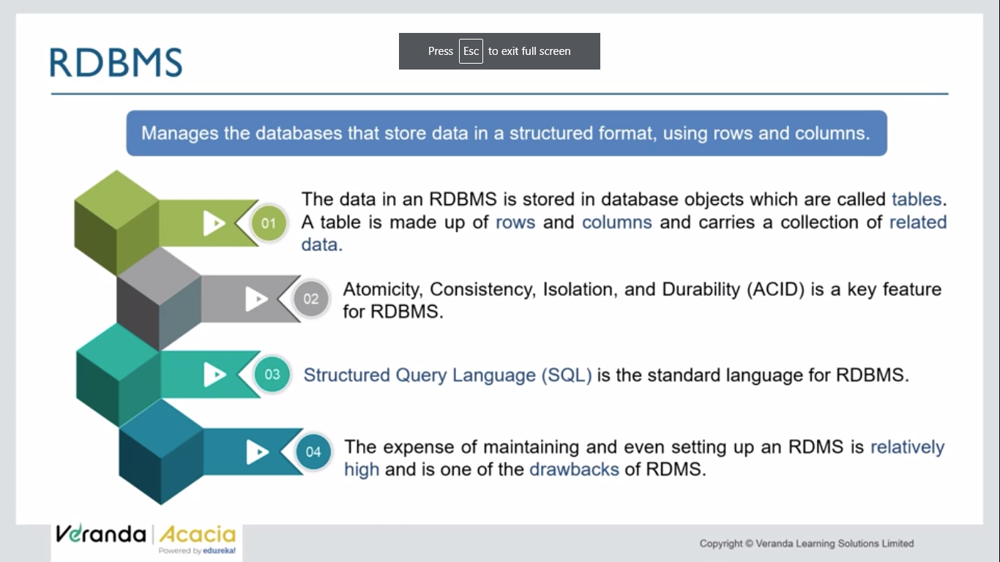 RDBMS
Press Esc to exit full screen
Manages the databases that store data in a structured format, using rows and columns.
01
The data in an RDBMS is stored in database objects which are called tables.
A table is made up of rows and columns and carries a collection of related
data.
02
Atomicity, Consistency, Isolation, and Durability (ACID) is a key feature
for RDBMS.
03
Structured Query Language (SQL) is the standard language for RDBMS.
04
The expense of maintaining and even setting up an RDMS is relatively
high and is one of the drawbacks of RDMS.
Veranda | Acacia
Powered by edureka!
Copyright © Veranda Learning Solutions Limited